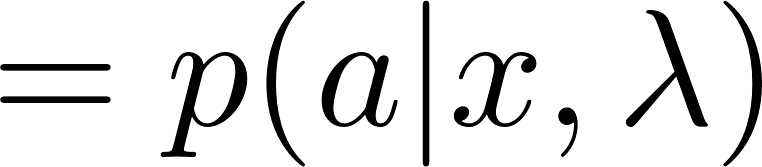 = p(a|x, λ)